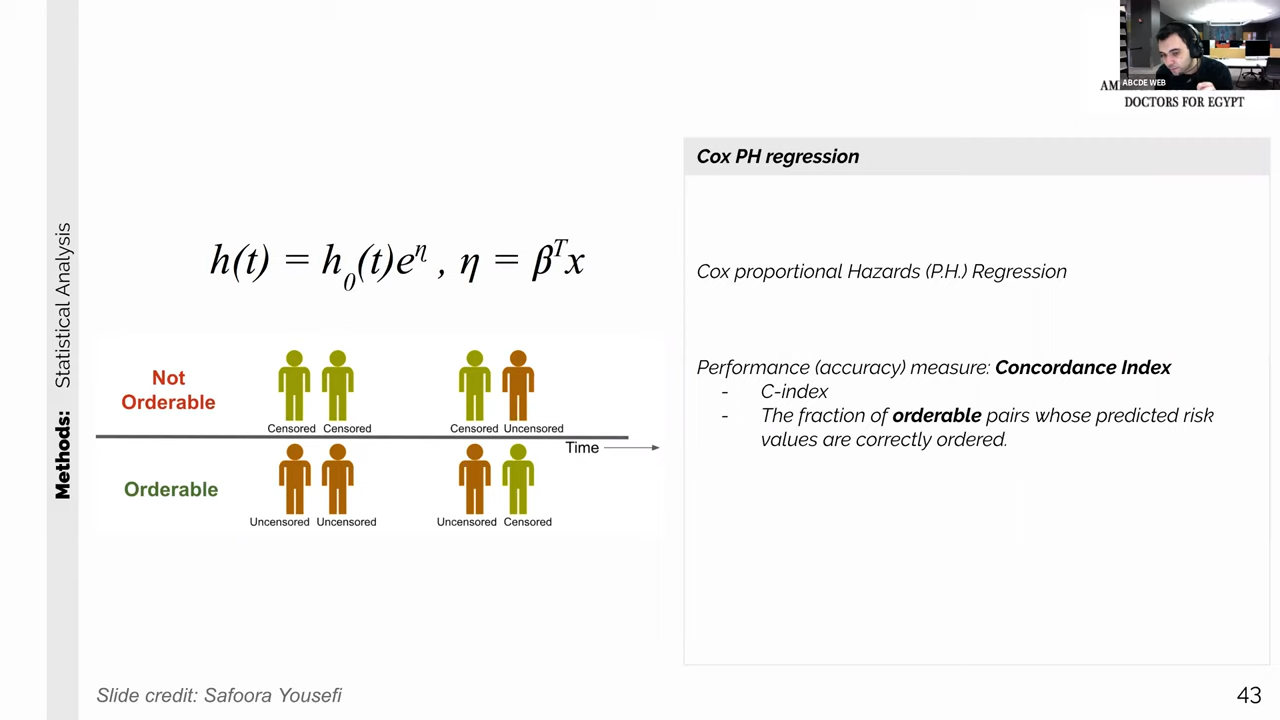 ABCDE WEB
AM
DOCTORS FOR EGYPT
Methods: Statistical Analysis
h(t) = h₀(t)e^η , η = β^T x
Not
Orderable
Censored Censored
Censored Uncensored
Time
Orderable
Uncensored Uncensored
Uncensored Censored
Cox PH regression
Cox proportional Hazards (P.H.) Regression
Performance (accuracy) measure: Concordance Index
- C-index
- The fraction of orderable pairs whose predicted risk
values are correctly ordered.
Slide credit: Safoora Yousefi
43